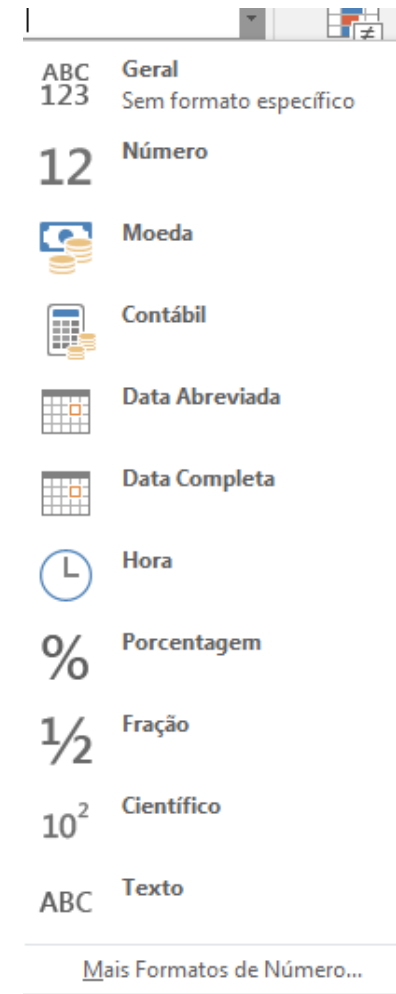 ABC
123
Geral
Sem formato específico
12
Número
Moeda
Contábil
Data Abreviada
Data Completa
Hora
%
Porcentagem
½
Fração
10²
Científico
ABC
Texto
Mais Formatos de Número...